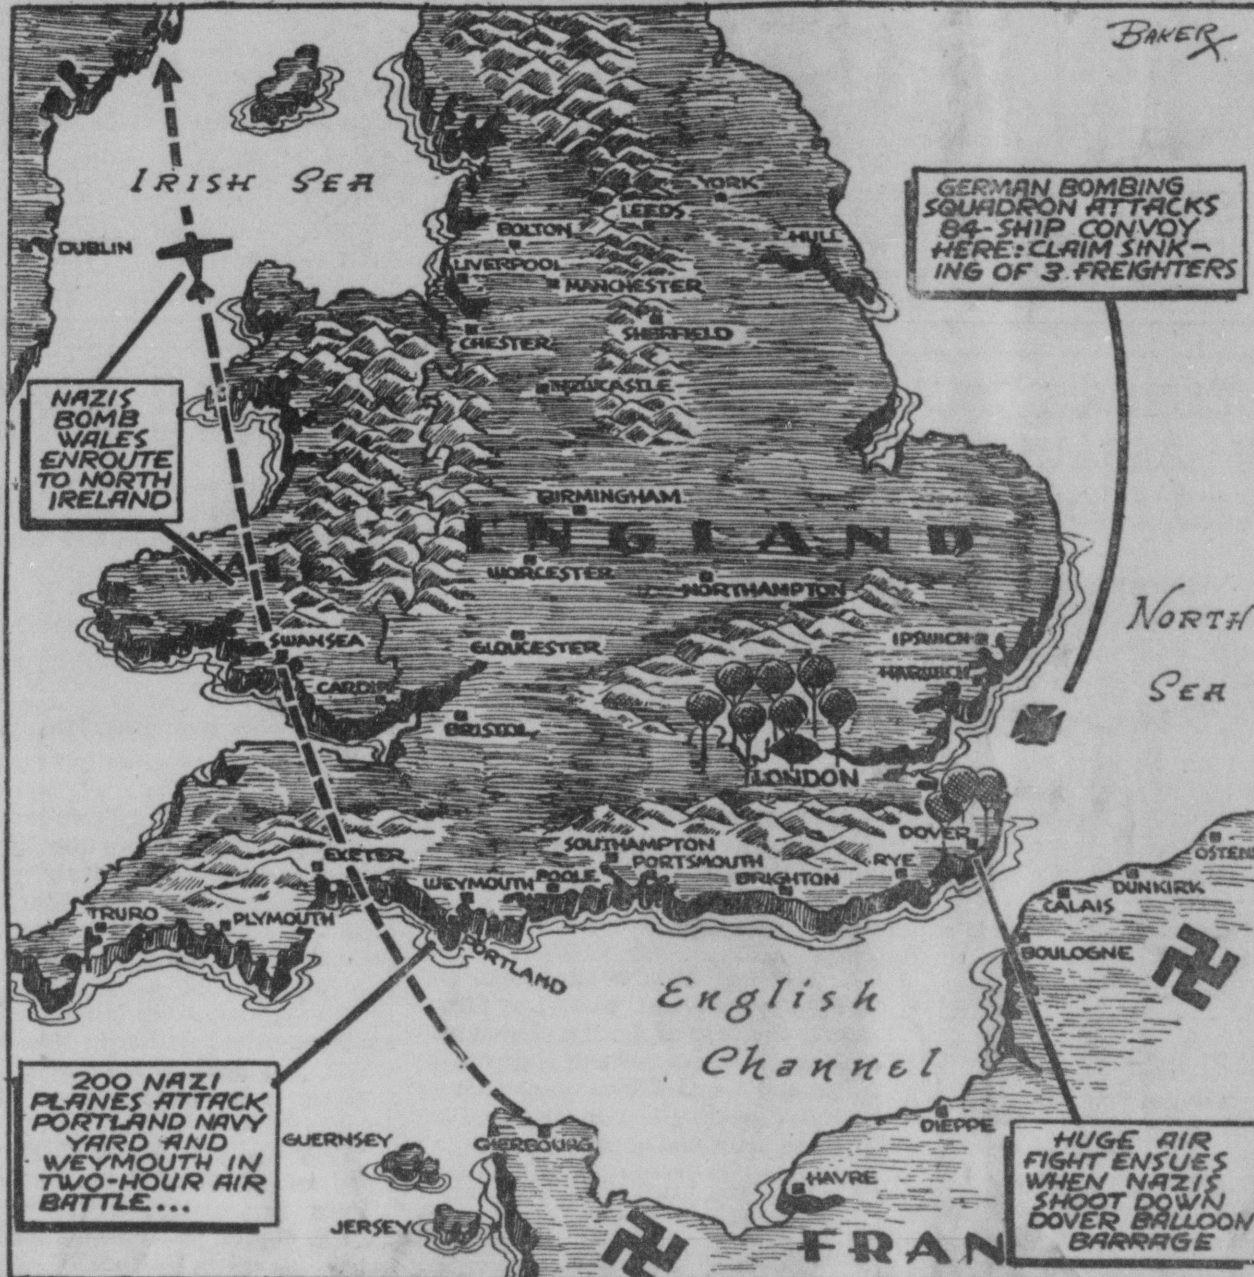 BAKER
IRISH SEA
DUBLIN
YORK
LEEDS
BOLTON
HULL
LIVERPOOL
MANCHESTER
SHEFFIELD
CHESTER
NEWCASTLE
GERMAN BOMBING
SQUADRON ATTACKS
84-SHIP CONVOY
HERE: CLAIM SINK-
ING OF 3 FREIGHTERS
NAZIS
BOMB
WALES
ENROUTE
TO NORTH
IRELAND
BIRMINGHAM
ENGLAND
WALES
WORCESTER
NORTHAMPTON
NORTH
SEA
SWANSEA
GLOUCESTER
IPSWICH
HARWICH
CARDIFF
BRISTOL
LONDON
DOVER
EXETER
SOUTHAMPTON
PORTSMOUTH
RYE
WEYMOUTH
POOLE
BRIGHTON
TRURO
PLYMOUTH
PORTLAND
OSTEND
DUNKIRK
CALAIS
BOULOGNE
English
Channel
200 NAZI
PLANES ATTACK
PORTLAND NAVY
YARD AND
WEYMOUTH IN
TWO-HOUR AIR
BATTLE...
GUERNSEY
JERSEY
CHERBOURG
DIEPPE
HAVRE
FRAN
HUGE AIR
FIGHT ENSUES
WHEN NAZIS
SHOOT DOWN
DOVER BALLOON
BARRAGE